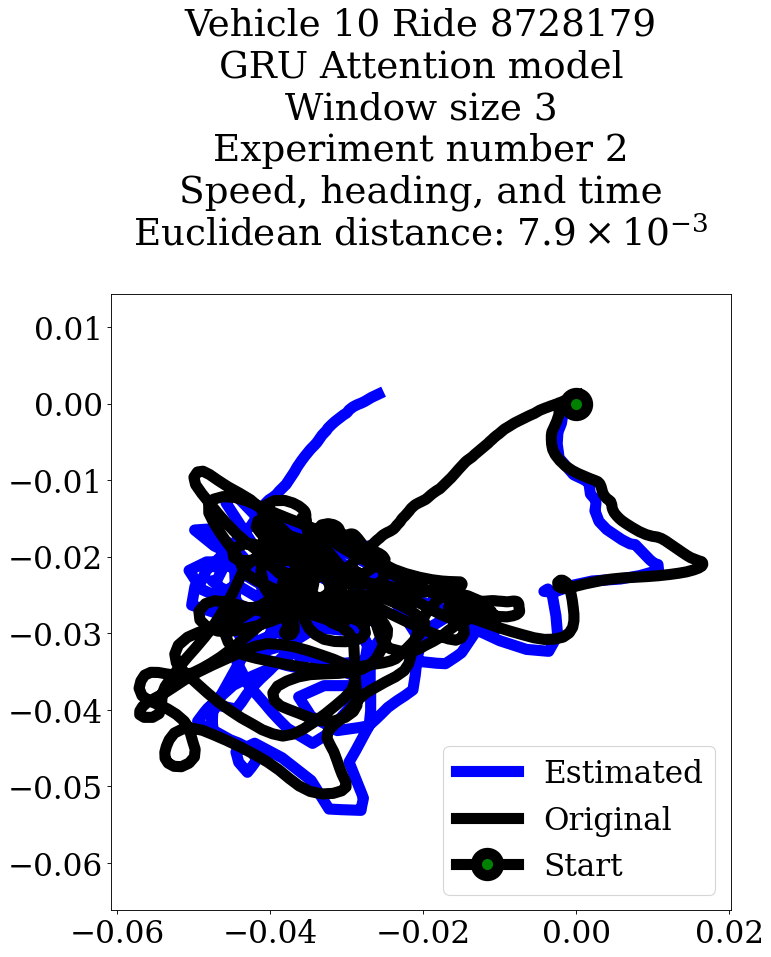 Vehicle 10 Ride 8728179
GRU Attention model
Window size 3
Experiment number 2
Speed, heading, and time
Euclidean distance: 7.9 × 10⁻³
0.01
0.00
−0.01
−0.02
−0.03
−0.04
−0.05
−0.06
Estimated
Original
Start
−0.06
−0.04
−0.02
0.00
0.02